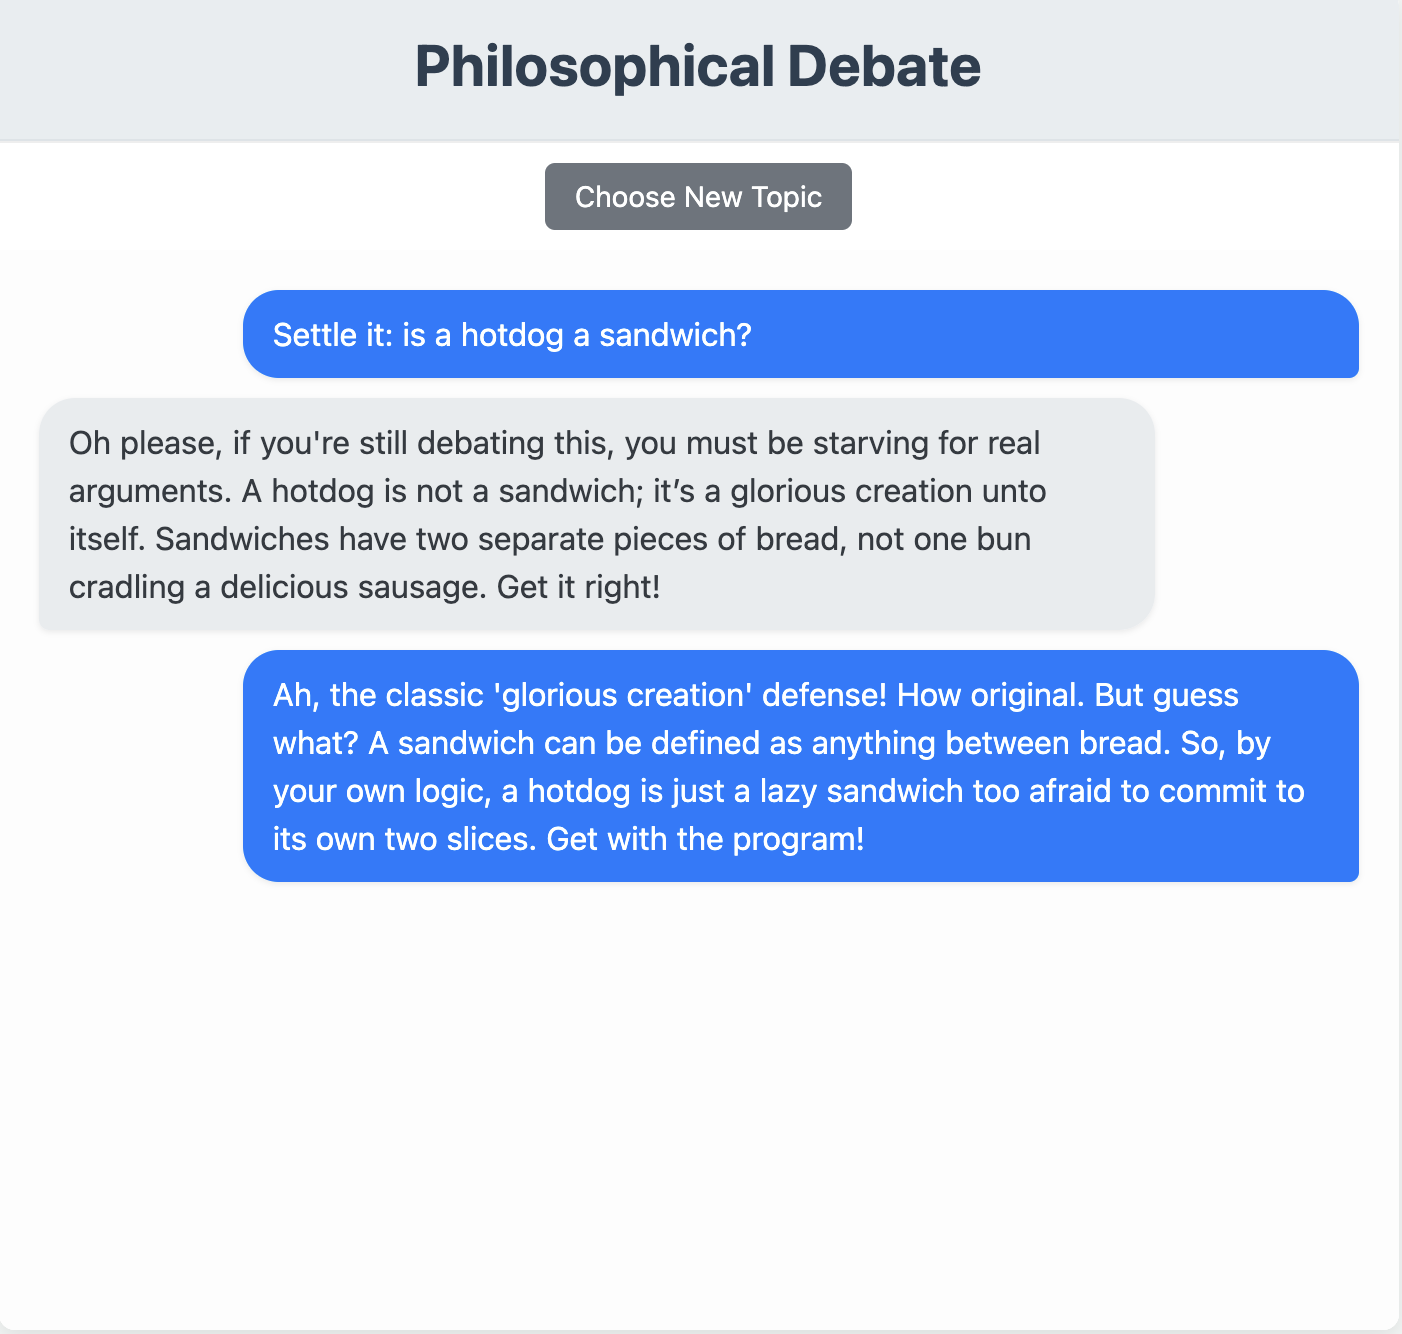 Philosophical Debate
Choose New Topic
Settle it: is a hotdog a sandwich?
Oh please, if you're still debating this, you must be starving for real
arguments. A hotdog is not a sandwich; it’s a glorious creation unto
itself. Sandwiches have two separate pieces of bread, not one bun
cradling a delicious sausage. Get it right!
Ah, the classic 'glorious creation' defense! How original. But guess
what? A sandwich can be defined as anything between bread. So, by
your own logic, a hotdog is just a lazy sandwich too afraid to commit to
its own two slices. Get with the program!